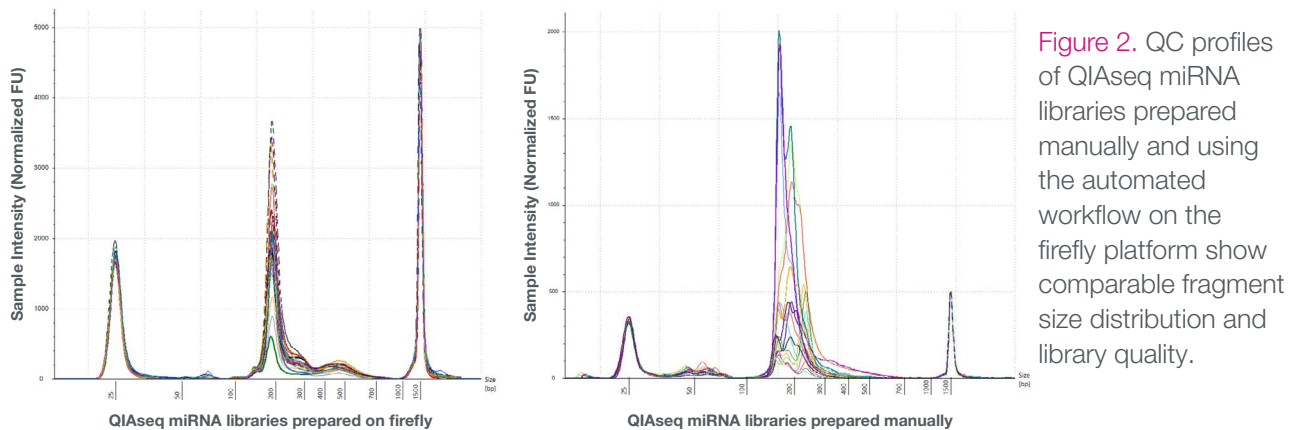 Sample Intensity (Normalized FU)
5000
4000
3000
2000
1000
0
25
50
100
200
300
400
500
700
1000
1500
Size
[bp]
QIAseq miRNA libraries prepared on firefly
Sample Intensity (Normalized FU)
2000
1500
1000
500
0
25
50
100
200
300
400
500
700
1000
1500
Size
[bp]
QIAseq miRNA libraries prepared manually
Figure 2. QC profiles
of QIAseq miRNA
libraries prepared
manually and using
the automated
workflow on the
firefly platform show
comparable fragment
size distribution and
library quality.